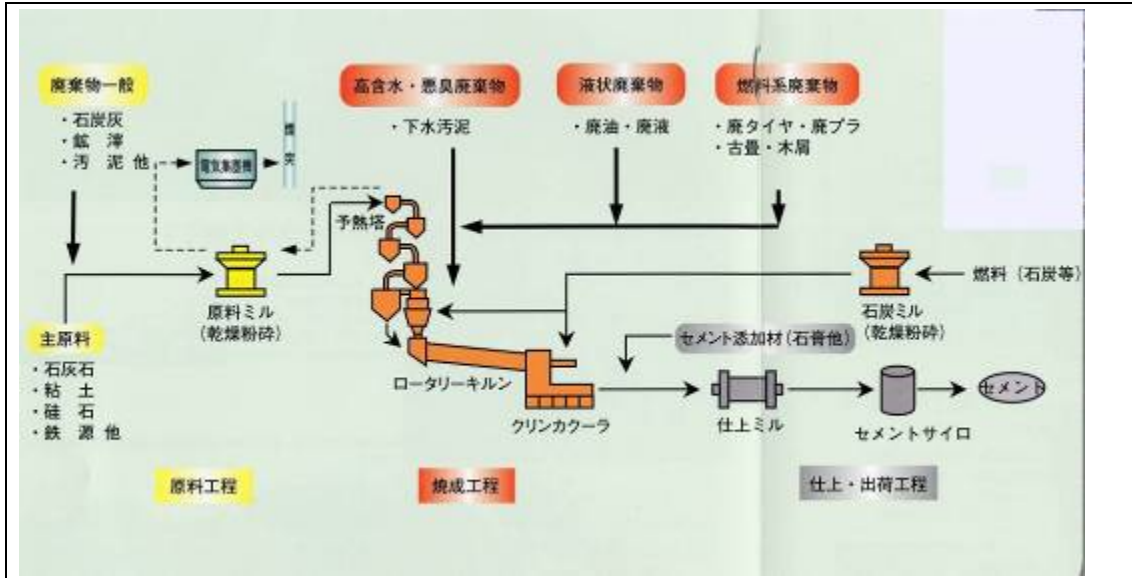 廃棄物一般
・石炭灰
・鉱 滓
・汚 泥 他
電気集塵機
煙突
高含水・悪臭廃棄物
・下水汚泥
液状廃棄物
・廃油・廃液
燃料系廃棄物
・廃タイヤ・廃プラ
・古畳・木屑
予熱塔
原料ミル
(乾燥粉砕)
燃料(石炭等)
石炭ミル
(乾燥粉砕)
主原料
・石灰石
・粘 土
・硅 石
・鉄 源 他
ロータリーキルン
クリンカクーラ
セメント添加材(石膏他)
仕上ミル
セメントサイロ
セメント
原料工程
焼成工程
仕上・出荷工程